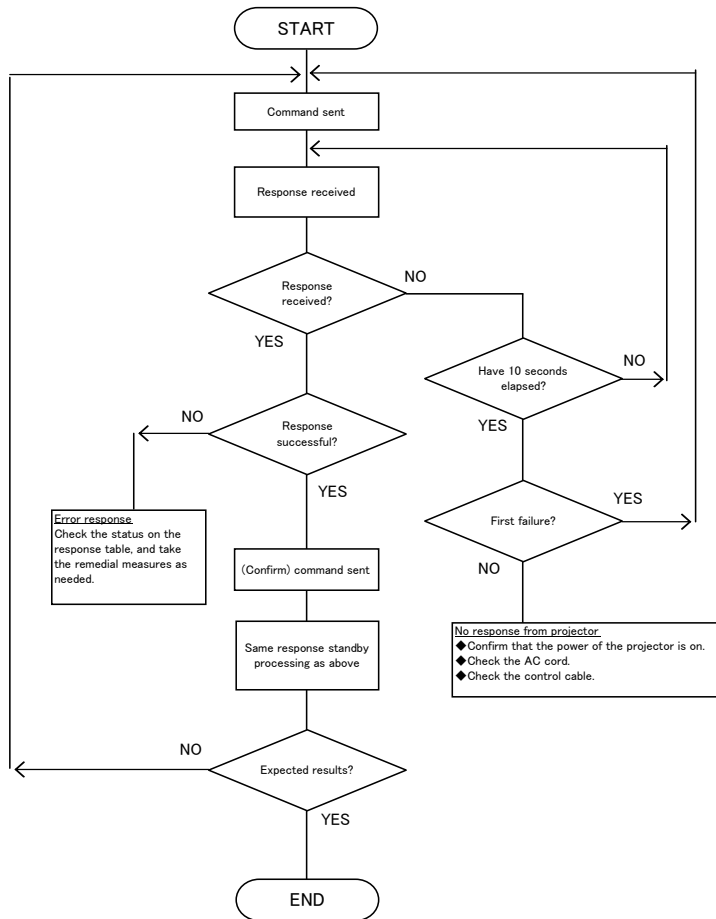 START
Command sent
Response received
Response
received?
NO
YES
Have 10 seconds
elapsed?
NO
YES
Response
successful?
NO
YES
First failure?
YES
NO
Error response
Check the status on the
response table, and take
the remedial measures as
needed.
(Confirm) command sent
Same response standby
processing as above
No response from projector
◆Confirm that the power of the projector is on.
◆Check the AC cord.
◆Check the control cable.
Expected results?
NO
YES
END